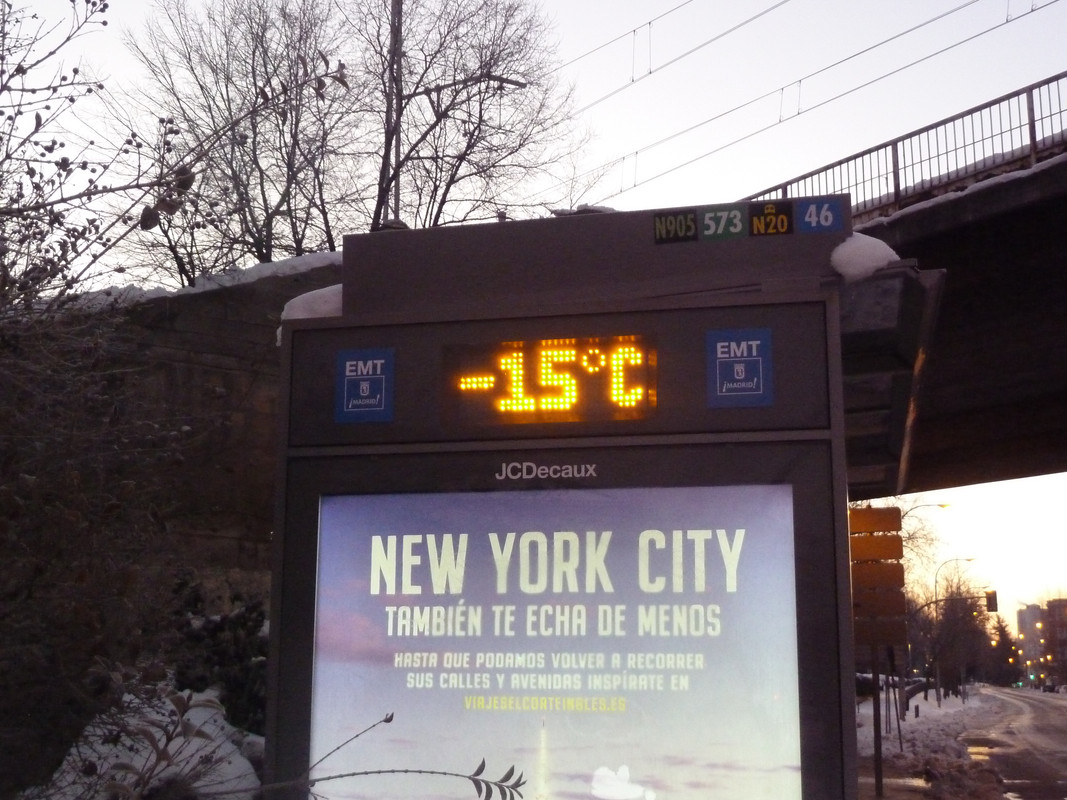 N905 573 N20 46
EMT
¡MADRID!
-15°C
EMT
¡MADRID!
JCDecaux
NEW YORK CITY
TAMBIÉN TE ECHA DE MENOS
HASTA QUE PODAMOS VOLVER A RECORRER
SUS CALLES Y AVENIDAS INSPÍRATE EN
VIAJESELCORTEINGLES.ES